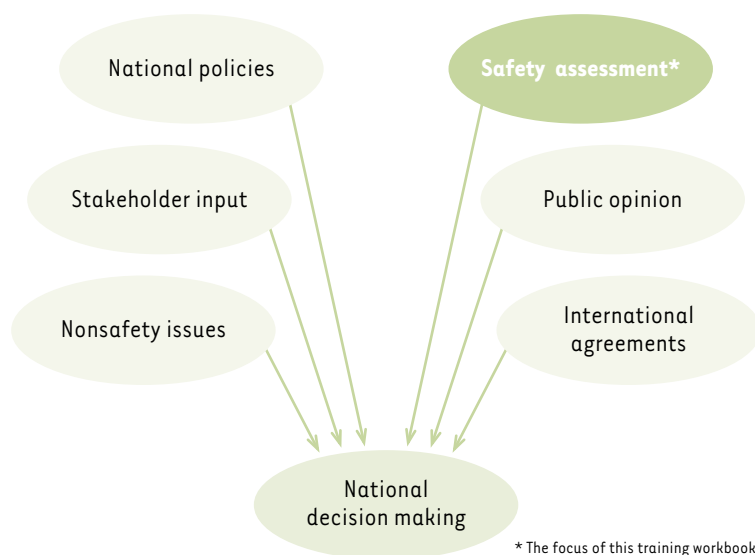 National policies
Safety assessment*
Stakeholder input
Public opinion
Nonsafety issues
International
agreements
National
decision making
* The focus of this training workbook